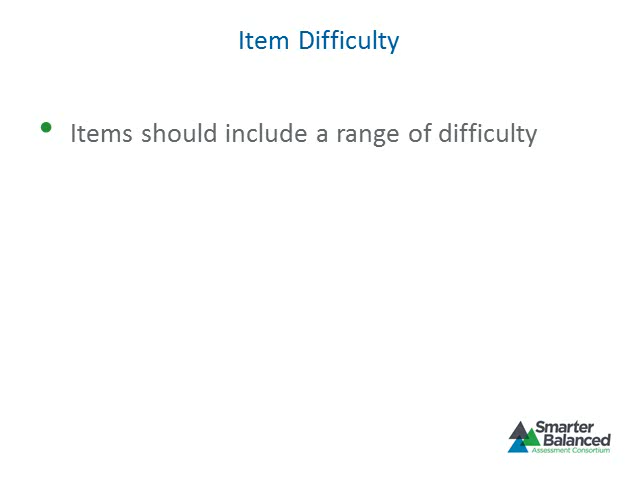 Item Difficulty
• Items should include a range of difficulty
Smarter
Balanced
Assessment Consortium